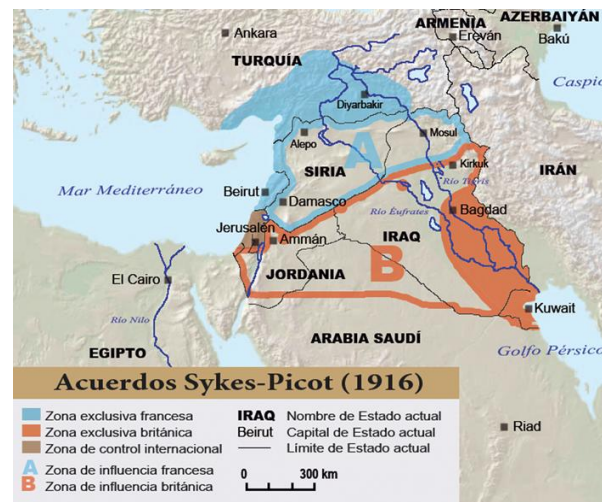 ARMENIA
AZERBAIYÁN
Ankara
Ereván
Bakú
TURQUÍA
Caspio
Diyarbakir
Alepo
A
Mosul
SIRIA
Kirkuk
IRÁN
Mar Mediterráneo
Beirut
Damasco
Río Tigris
Río Éufrates
Bagdad
Jerusalén
Ammán
IRAQ
JORDANIA
B
El Cairo
Kuwait
Río Nilo
ARABIA SAUDÍ
EGIPTO
Golfo Pérsico
Acuerdos Sykes-Picot (1916)
Zona exclusiva francesa
Zona exclusiva británica
Zona de control internacional
A Zona de influencia francesa
B Zona de influencia británica
IRAQ Nombre de Estado actual
Beirut Capital de Estado actual
Límite de Estado actual
0 300 km
Riad